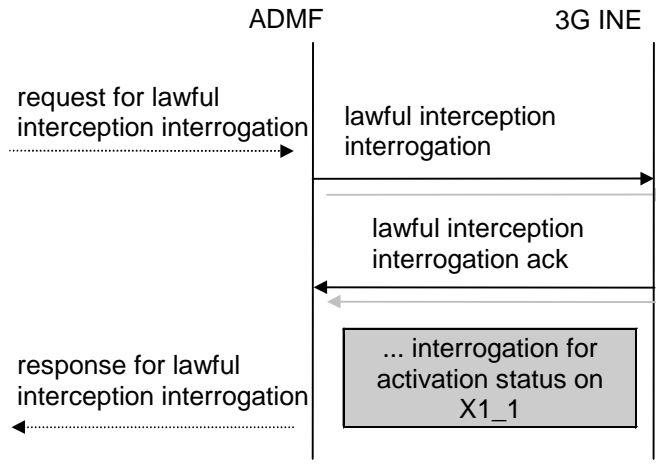 ADMF
3G INE
request for lawful
interception interrogation
lawful interception
interrogation
lawful interception
interrogation ack
... interrogation for
activation status on
X1_1
response for lawful
interception interrogation